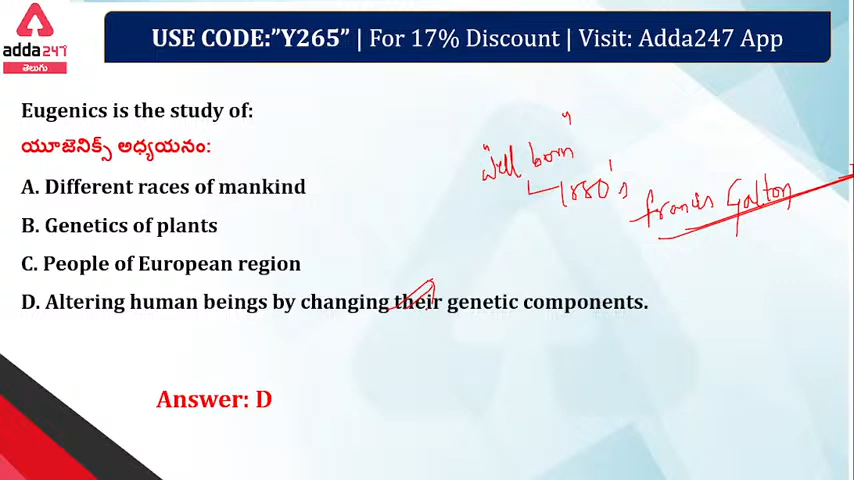 adda247
తెలుగు
USE CODE:”Y265” | For 17% Discount | Visit: Adda247 App
Eugenics is the study of:
యూజెనిక్స్ అధ్యయనం:
A. Different races of mankind
B. Genetics of plants
C. People of European region
D. Altering human beings by changing their genetic components.
"Well born"
1880's
Francis Galton
Answer: D